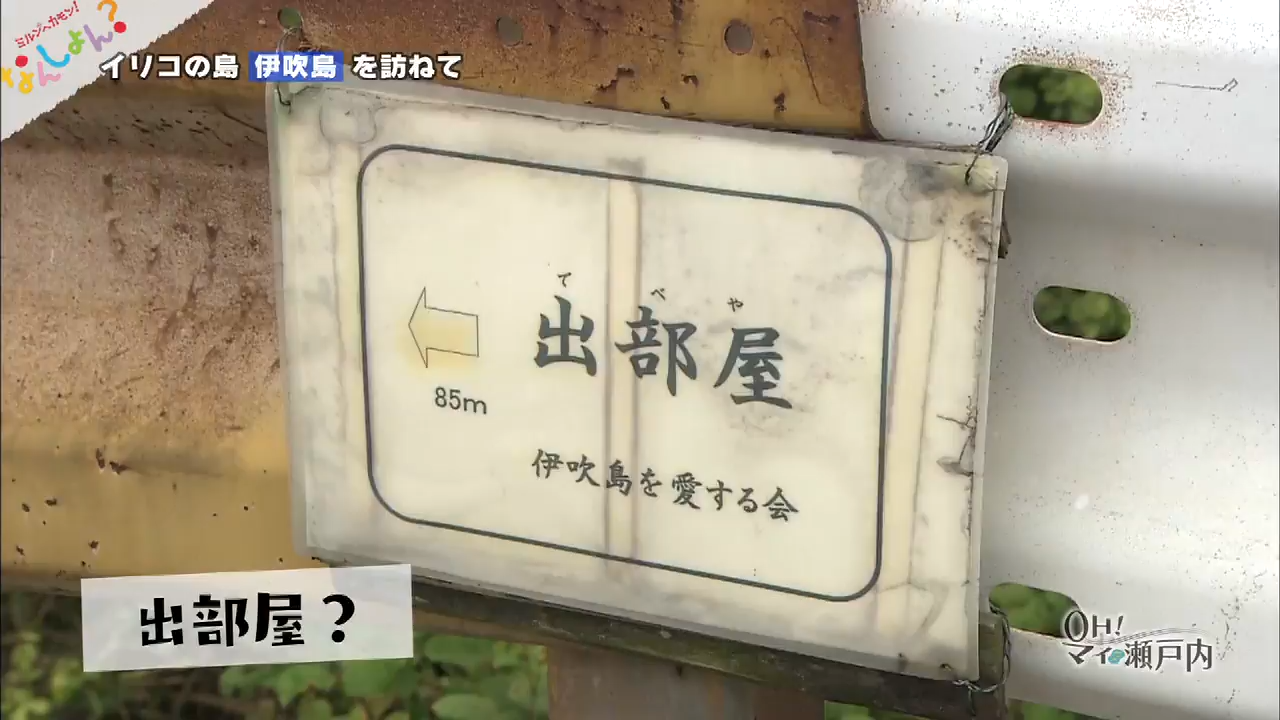 ミルン?カモン!
なんしょん?
イリコの島 伊吹島 を訪ねて
て べ や
出部屋
85m
伊吹島を愛する会
出部屋?
OH!
マイ瀬戸内